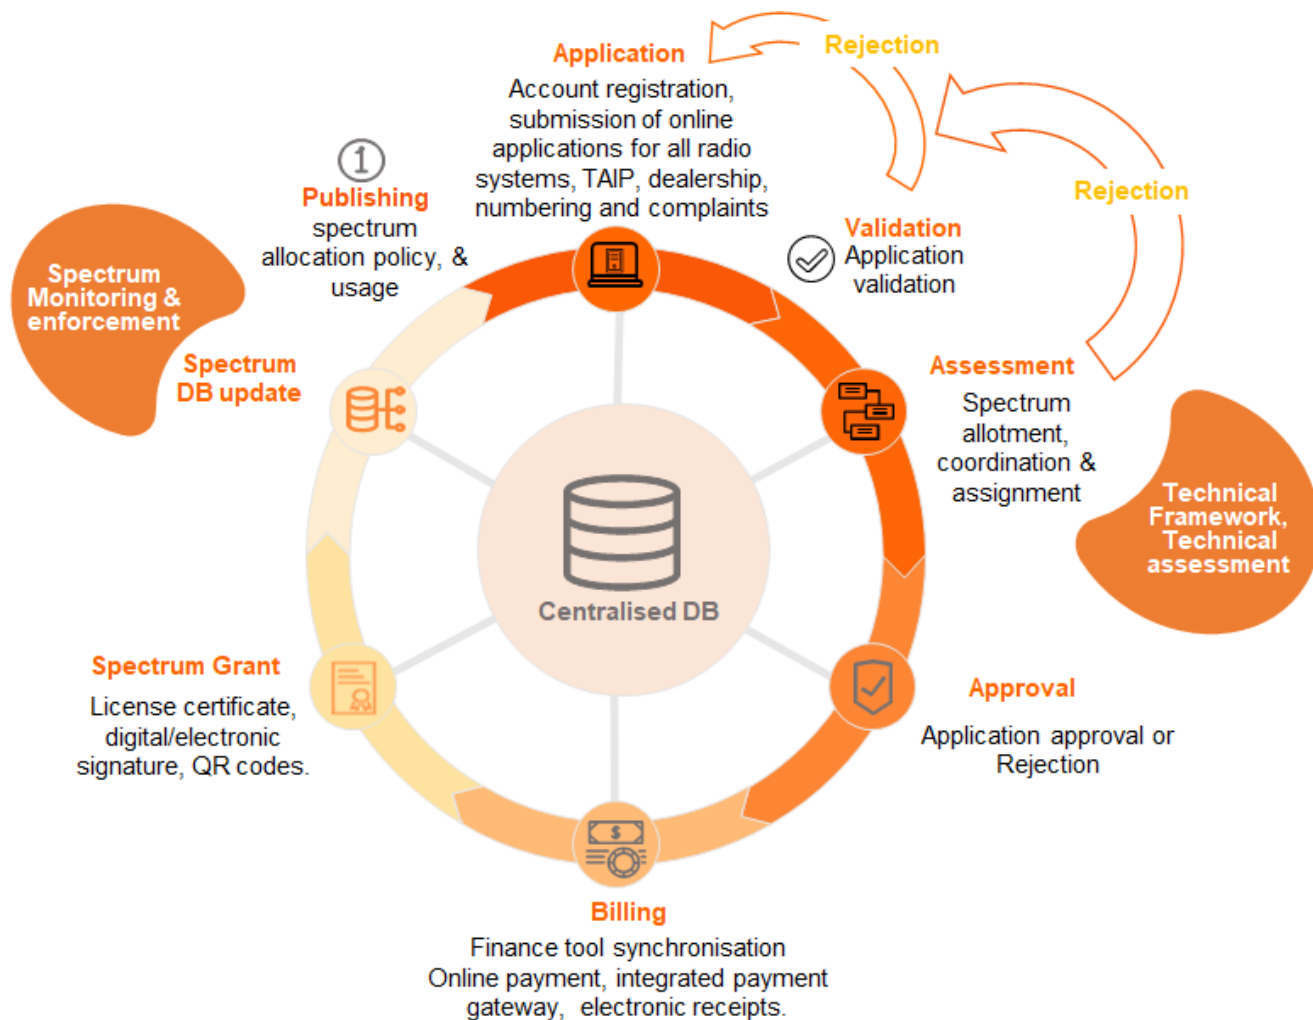 Rejection
Application
Account registration,
submission of online
applications for all radio
systems, TAIP, dealership,
numbering and complaints
Rejection
1
Publishing
spectrum
allocation policy, &
usage
Validation
Application
validation
Spectrum
Monitoring &
enforcement
Spectrum
DB update
Assessment
Spectrum
allotment,
coordination &
assignment
Technical
Framework,
Technical
assessment
Centralised DB
Spectrum Grant
License certificate,
digital/electronic
signature, QR codes.
Approval
Application approval or
Rejection
$
Billing
Finance tool synchronisation
Online payment, integrated payment
gateway,  electronic receipts.